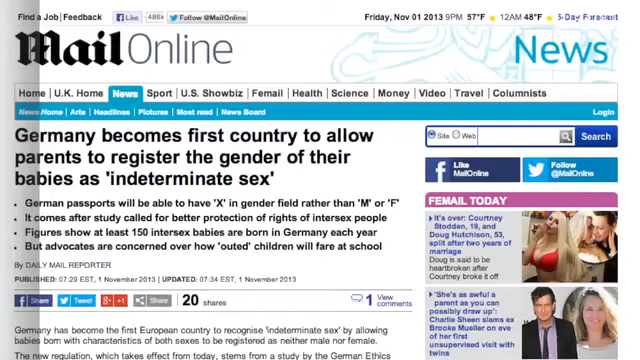 Find a Job | Feedback Like 486k Follow @MailOnline Friday, Nov 01 2013 9PM 57°F 12AM 48°F 5-Day Forecast
Mail Online News
Home U.K. Home News Sport U.S. Showbiz Femail Health Science Money Video Travel Columnists
News Home Arts Headlines Pictures Most read News Board Login
Germany becomes first country to allow
parents to register the gender of their
babies as 'indeterminate sex'
• German passports will be able to have 'X' in gender field rather than 'M' or 'F'
• It comes after study called for better protection of rights of intersex people
• Figures show at least 150 intersex babies are born in Germany each year
• But advocates are concerned over how 'outed' children will fare at school
By DAILY MAIL REPORTER
PUBLISHED: 07:29 EST, 1 November 2013 | UPDATED: 07:34 EST, 1 November 2013
Share Tweet +1 Share 20 shares 1 View comments
Germany has become the first European country to recognise 'indeterminate sex' by allowing
babies born with characteristics of both sexes to be registered as neither male nor female.
The new regulation, which takes effect from today, stems from a study by the German Ethics
Site Web Search
Like MailOnline
Follow @MailOnline
FEMAIL TODAY
It's over: Courtney
Stodden, 19, and
Doug Hutchison, 53,
split after two years of
marriage
Doug is said to be
heartbroken after
Courtney broke it off
'She's as awful a
parent as you can
possibly draw up':
Charlie Sheen slams ex
Brooke Mueller on eve
of her first
unsupervised visit with
twins